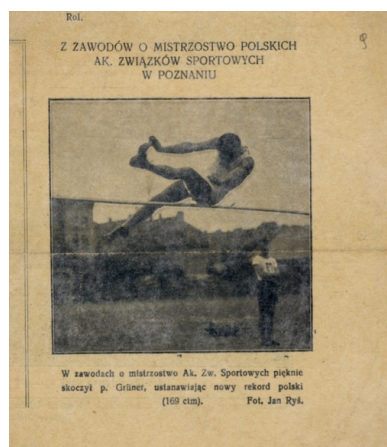 Rol.
9
Z ZAWODÓW O MISTRZOSTWO POLSKICH
AK. ZWIĄZKÓW SPORTOWYCH
W POZNANIU
W zawodach o mistrzostwo Ak. Zw. Sportowych pięknie
skoczył p. Grüner, ustanawiając nowy rekord polski
(169 ctm). Fot. Jan Ryś.